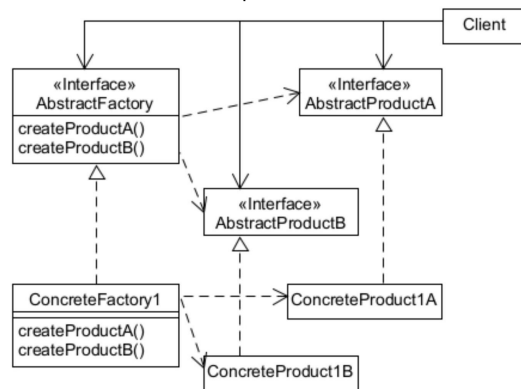 Client
«Interface»
AbstractFactory
createProductA()
createProductB()
«Interface»
AbstractProductA
«Interface»
AbstractProductB
ConcreteFactory1
createProductA()
createProductB()
ConcreteProduct1A
ConcreteProduct1B